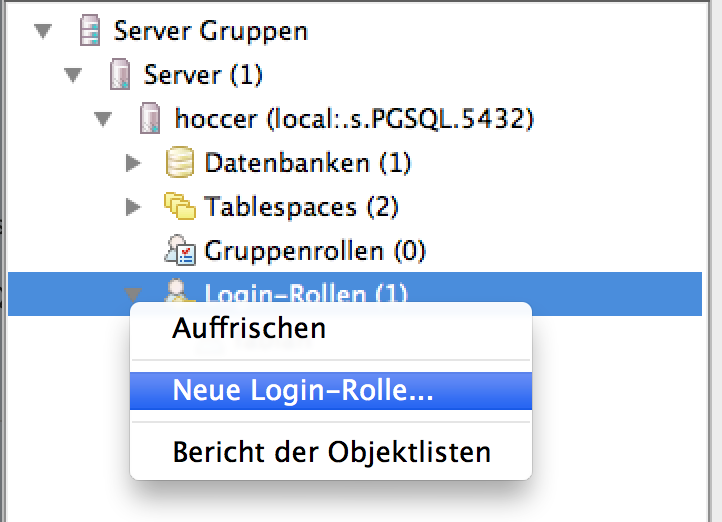 Server Gruppen
Server (1)
hoccer (local:.s.PGSQL.5432)
Datenbanken (1)
Tablespaces (2)
Gruppenrollen (0)
Login-Rollen (1)
Auffrischen
Neue Login-Rolle...
Bericht der Objektlisten